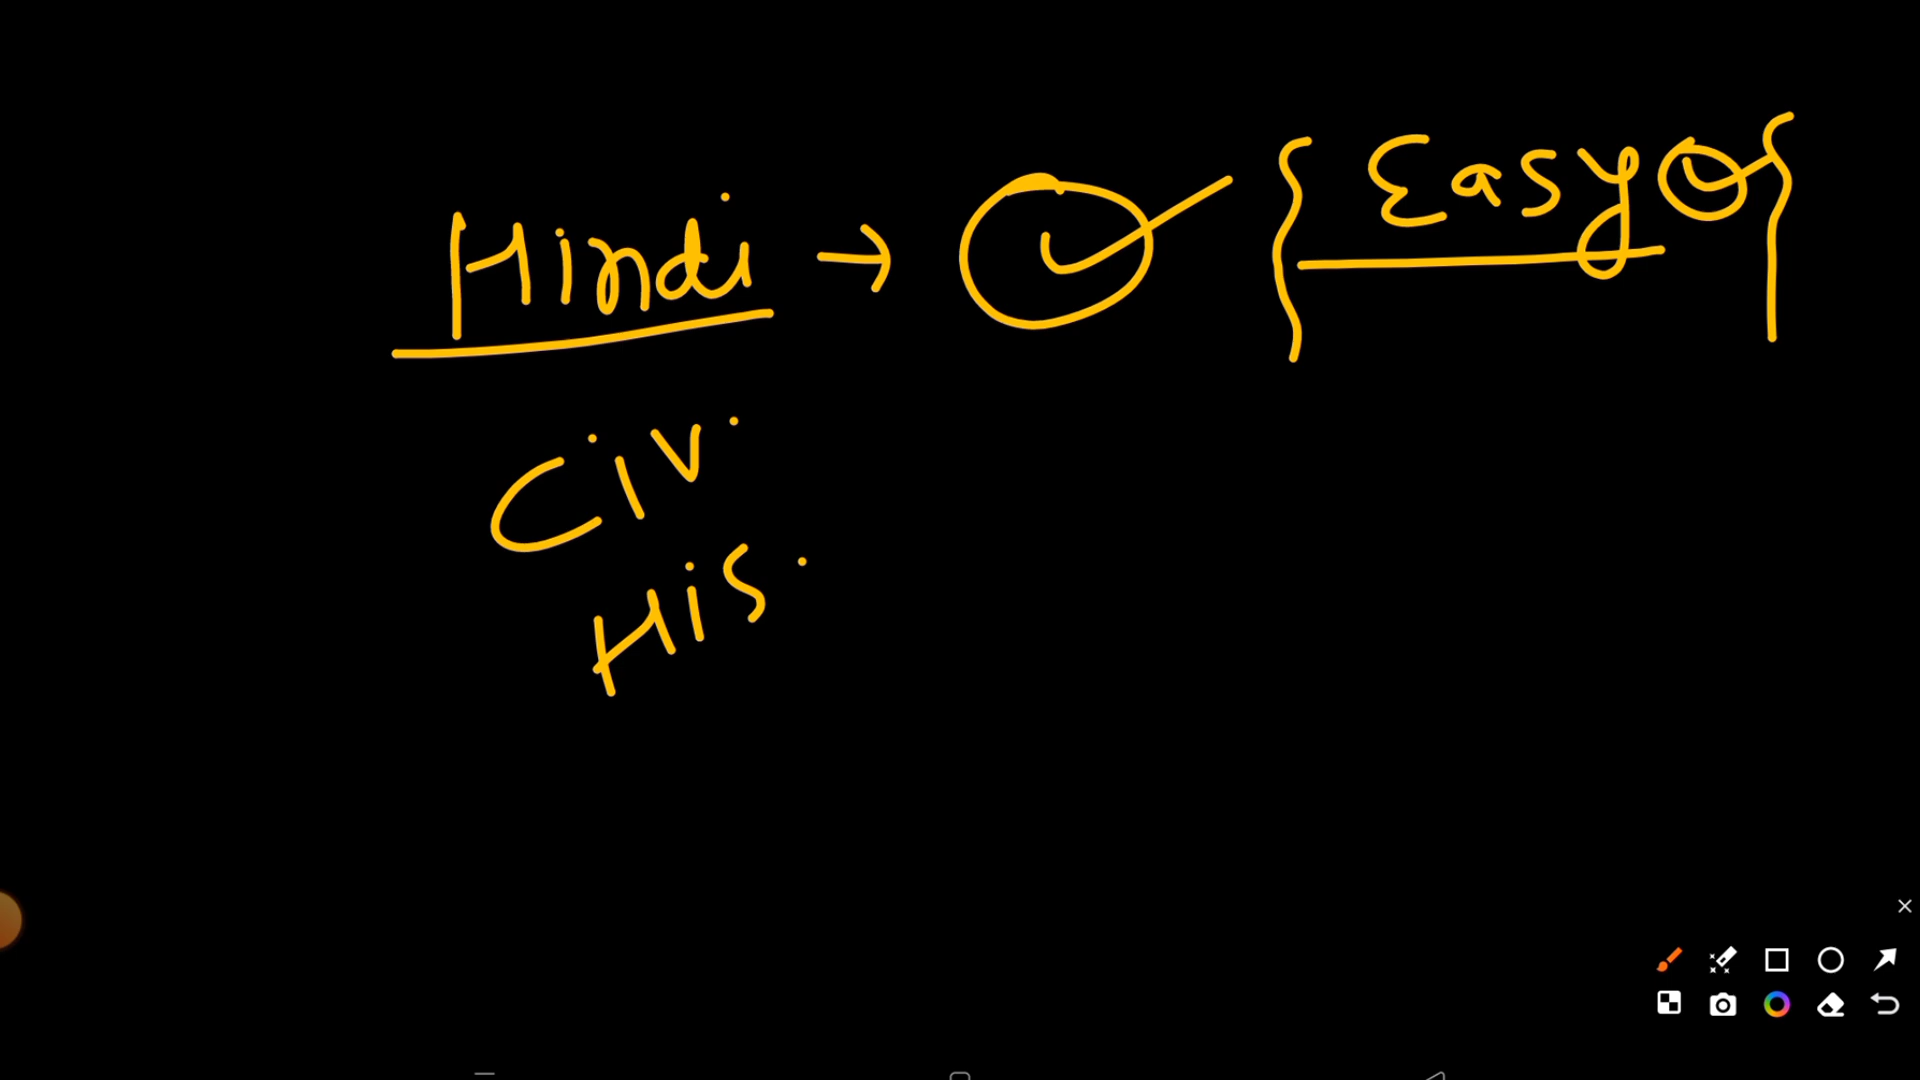 Hindi → ✓ { Easy ✓ }
Civ.
His.